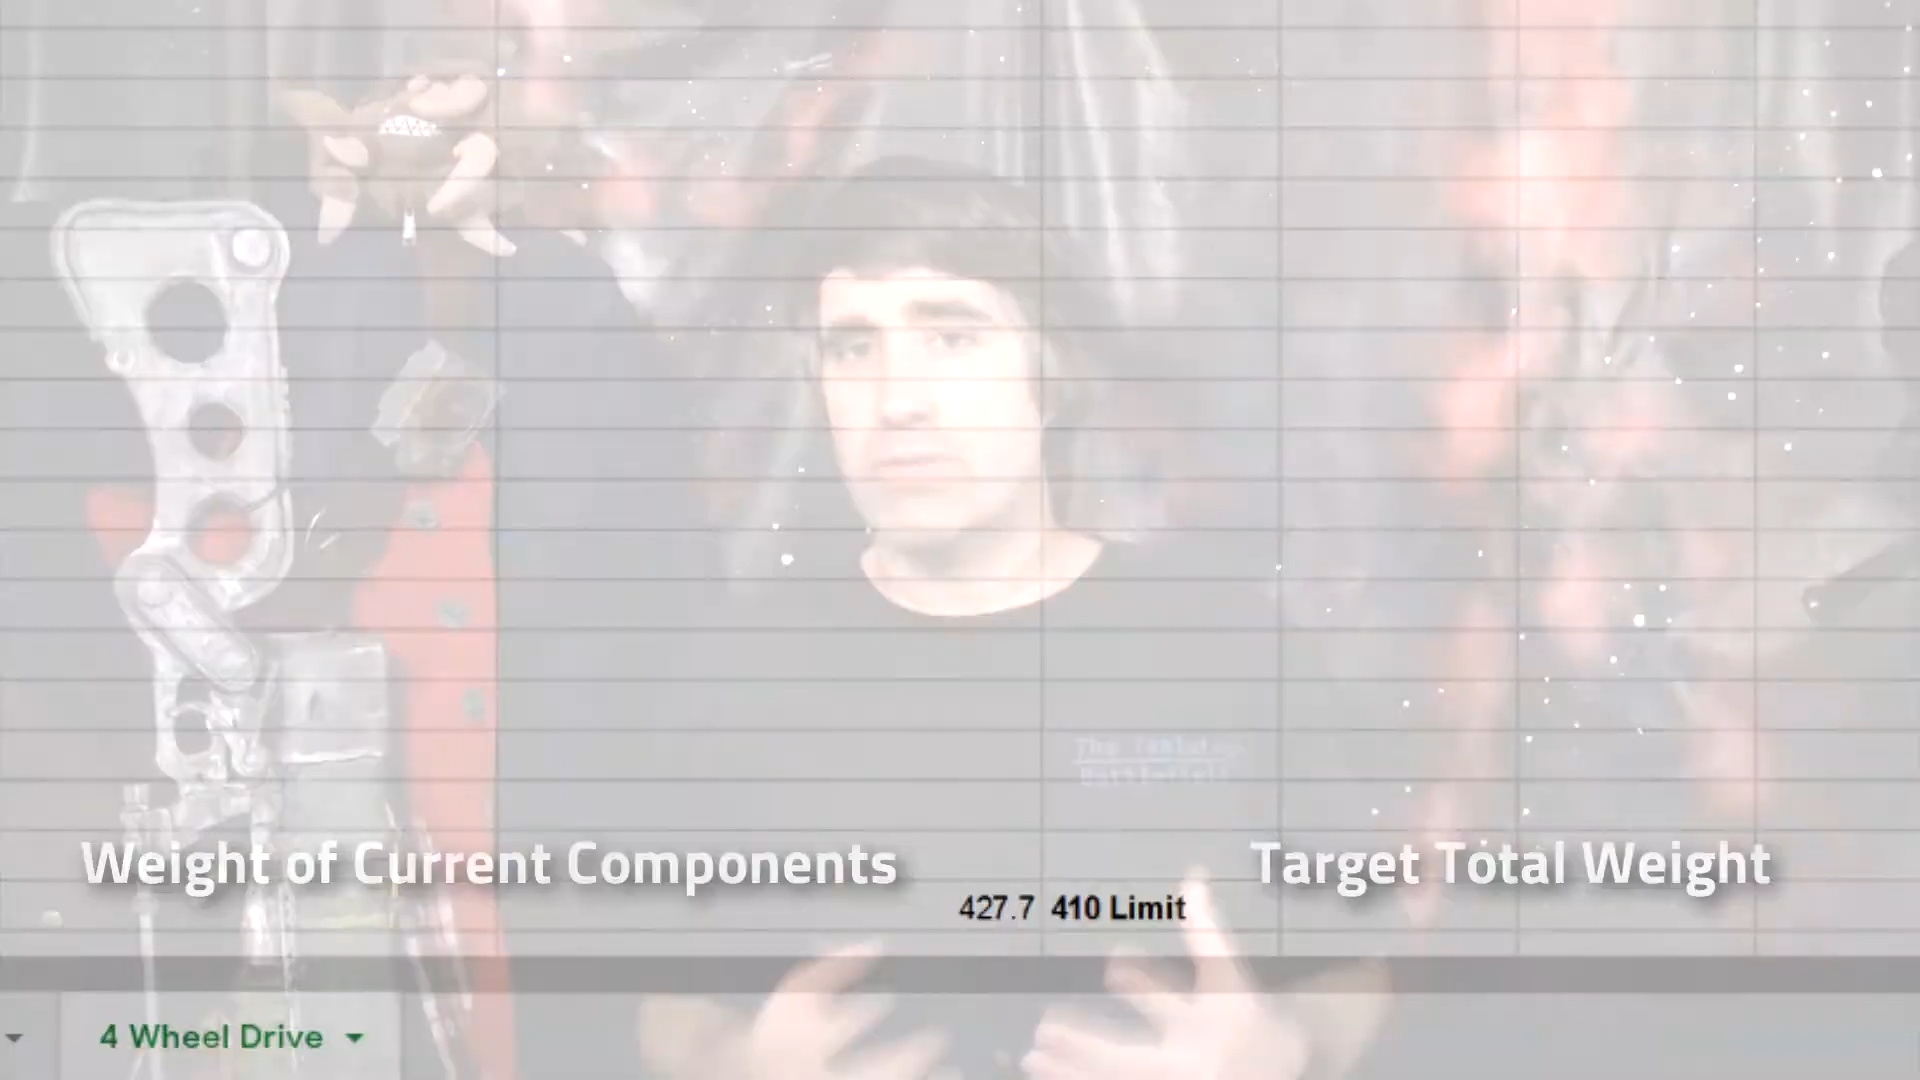 Weight of Current Components
Target Total Weight
427.7 410 Limit
4 Wheel Drive